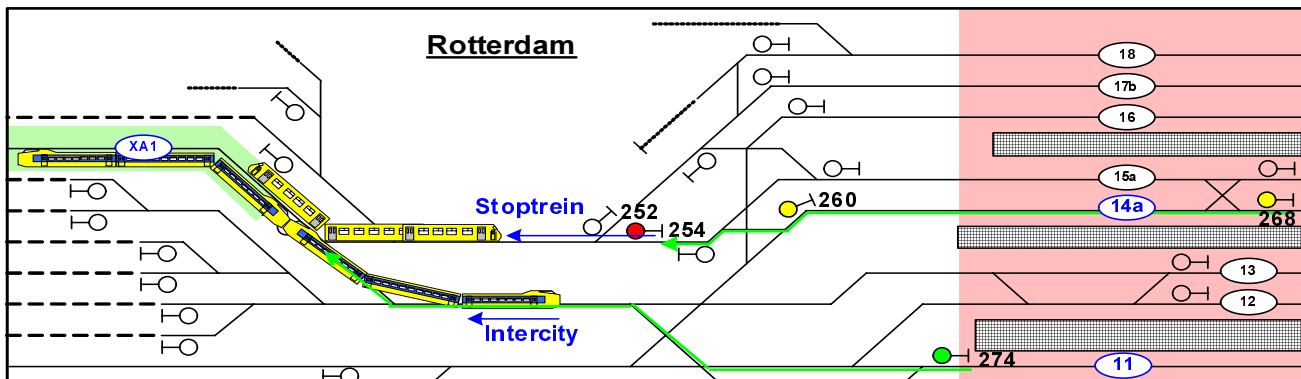 Rotterdam
18
17b
16
XA1
15a
Stoptrein
252
260
14a
254
268
13
12
Intercity
274
11